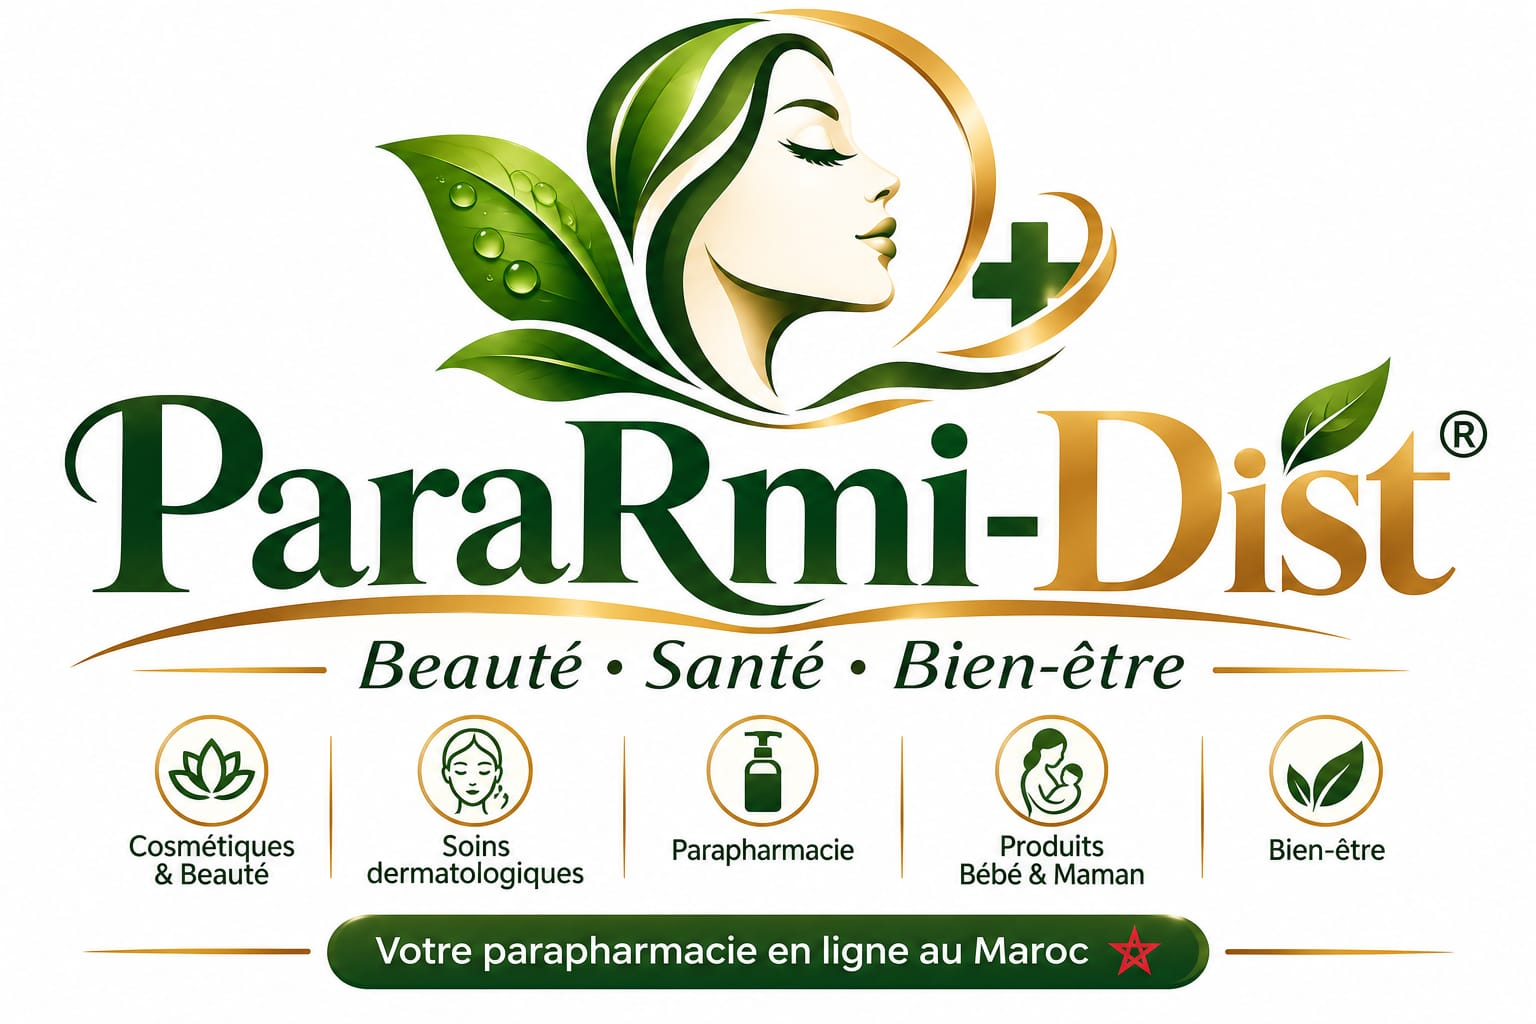 ParaRmi-Dist®
Beauté • Santé • Bien-être
Cosmétiques
& Beauté
Soins
dermatologiques
Parapharmacie
Produits
Bébé & Maman
Bien-être
Votre parapharmacie en ligne au Maroc